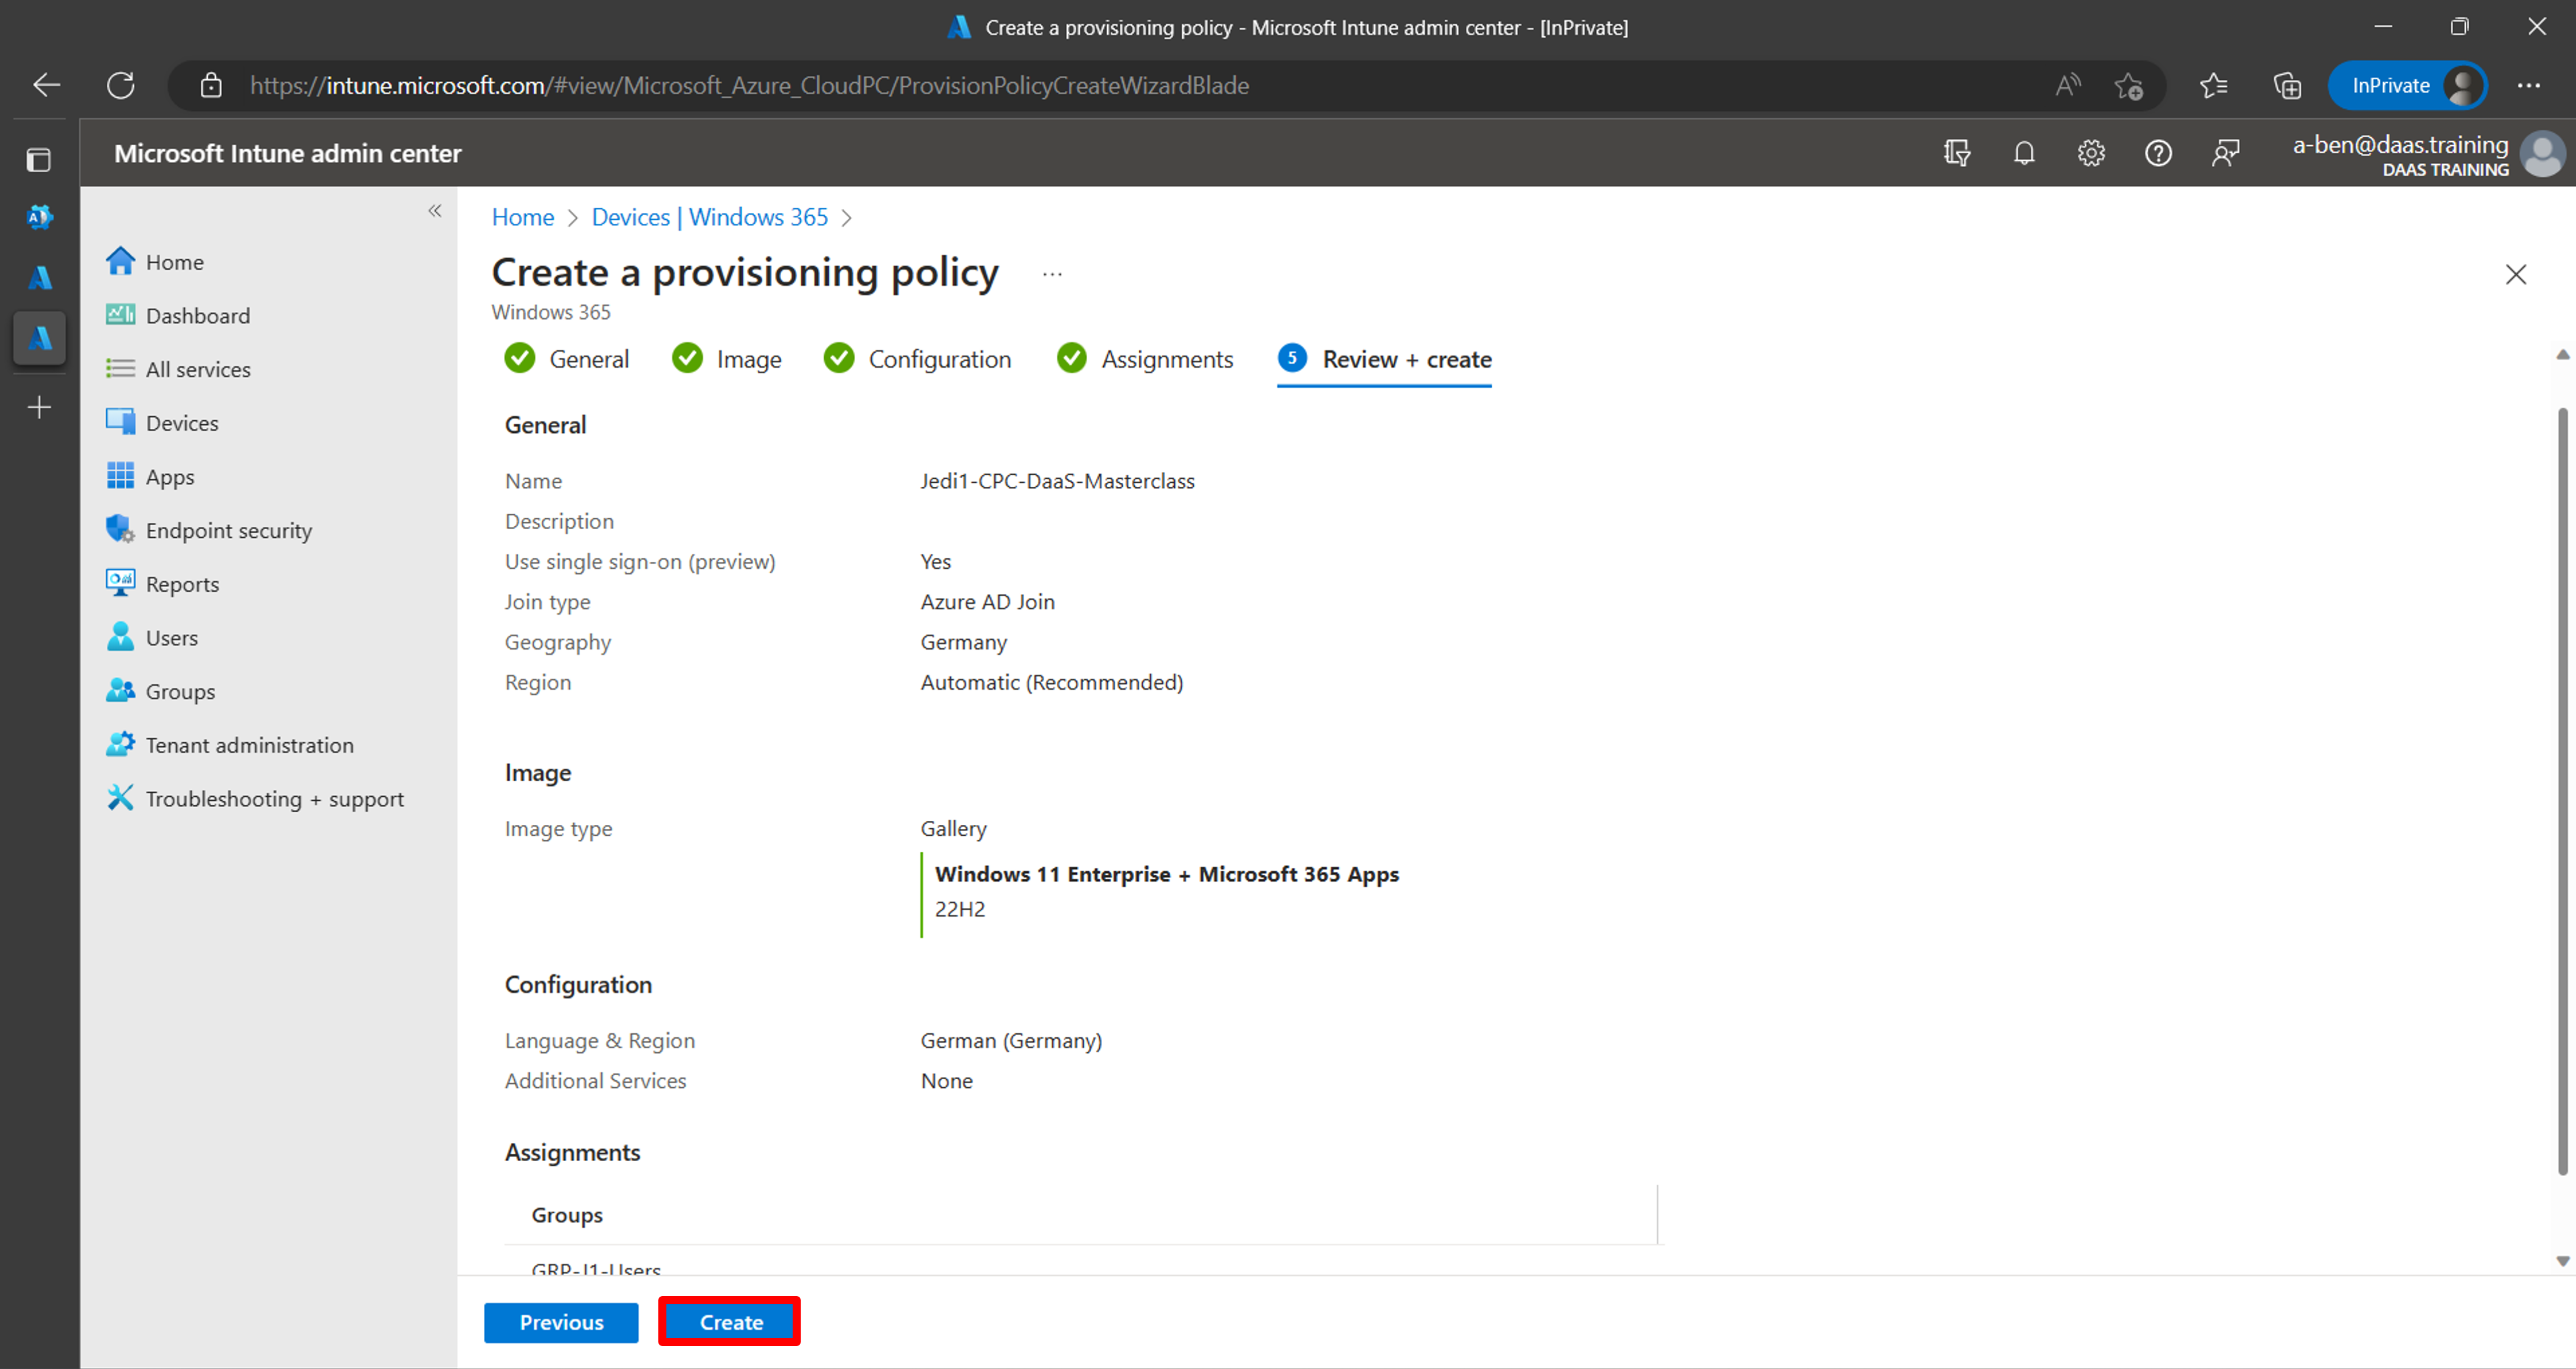 Create a provisioning policy - Microsoft Intune admin center - [InPrivate]
https://intune.microsoft.com/#view/Microsoft_Azure_CloudPC/ProvisionPolicyCreateWizardBlade
InPrivate
Microsoft Intune admin center
a-ben@daas.training
DAAS TRAINING
Home
Dashboard
All services
Devices
Apps
Endpoint security
Reports
Users
Groups
Tenant administration
Troubleshooting + support
Home > Devices | Windows 365 >
Create a provisioning policy ...
Windows 365
General Image Configuration Assignments 5 Review + create
General
Name Jedi1-CPC-DaaS-Masterclass
Description
Use single sign-on (preview) Yes
Join type Azure AD Join
Geography Germany
Region Automatic (Recommended)
Image
Image type Gallery
Windows 11 Enterprise + Microsoft 365 Apps
22H2
Configuration
Language & Region German (Germany)
Additional Services None
Assignments
Groups
GRP-J1-Users
Previous Create